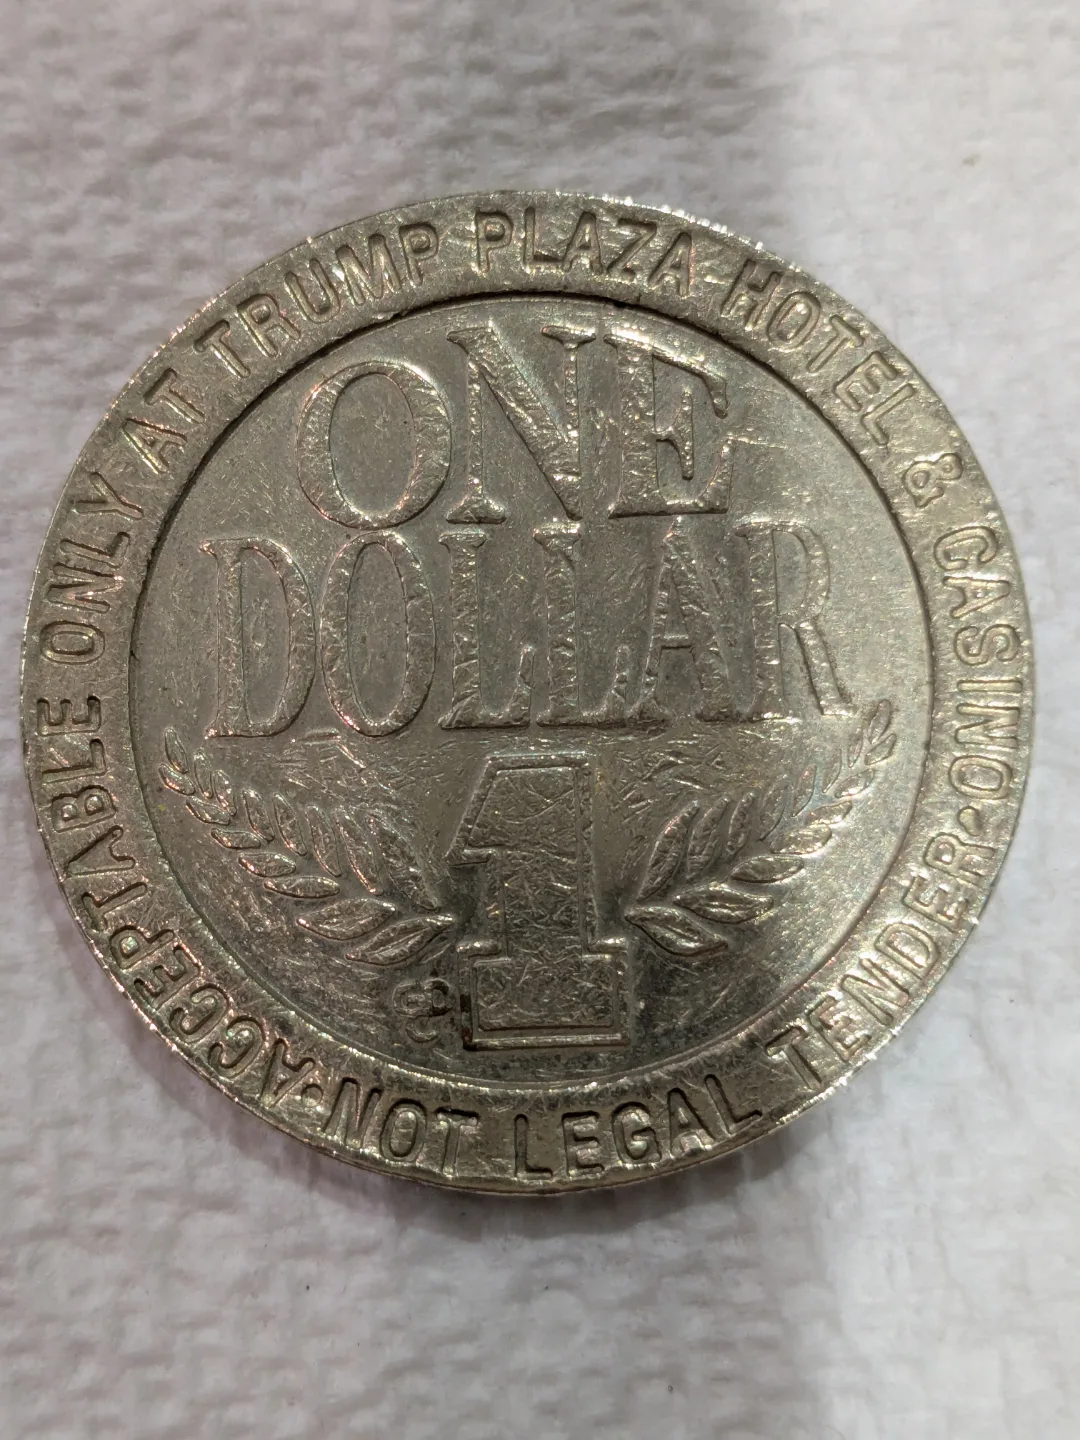 ACCEPTABLE ONLY AT TRUMP PLAZA HOTEL & CASINO
NOT LEGAL TENDER
ONE
DOLLAR
1